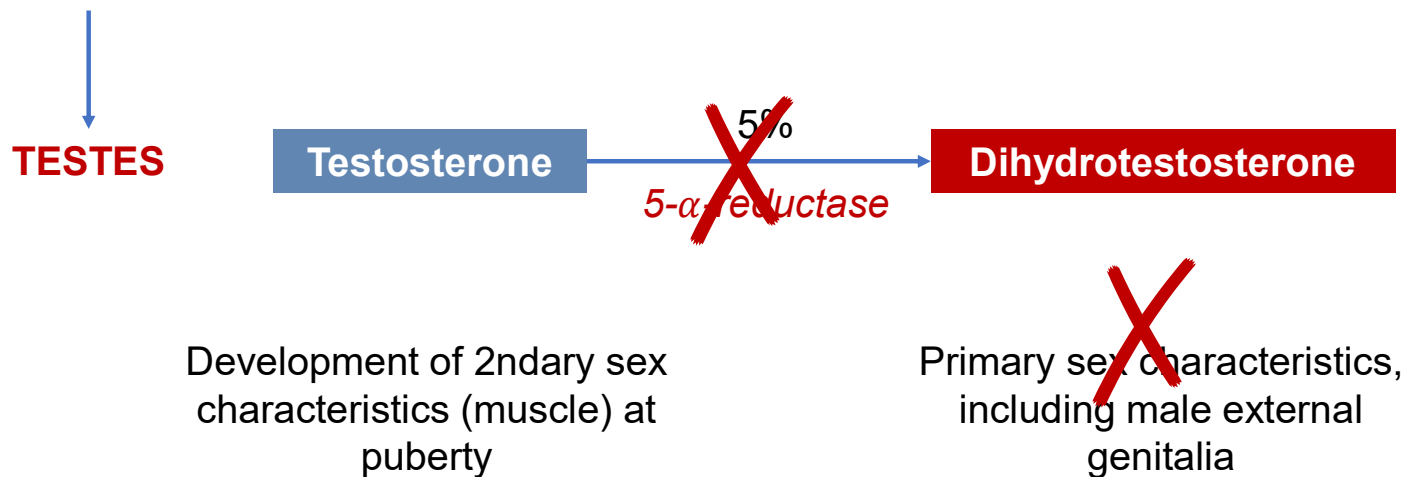 5%
TESTES
Testosterone
Dihydrotestosterone
5-α-reductase
Development of 2ndary sex
characteristics (muscle) at
puberty
Primary sex characteristics,
including male external
genitalia